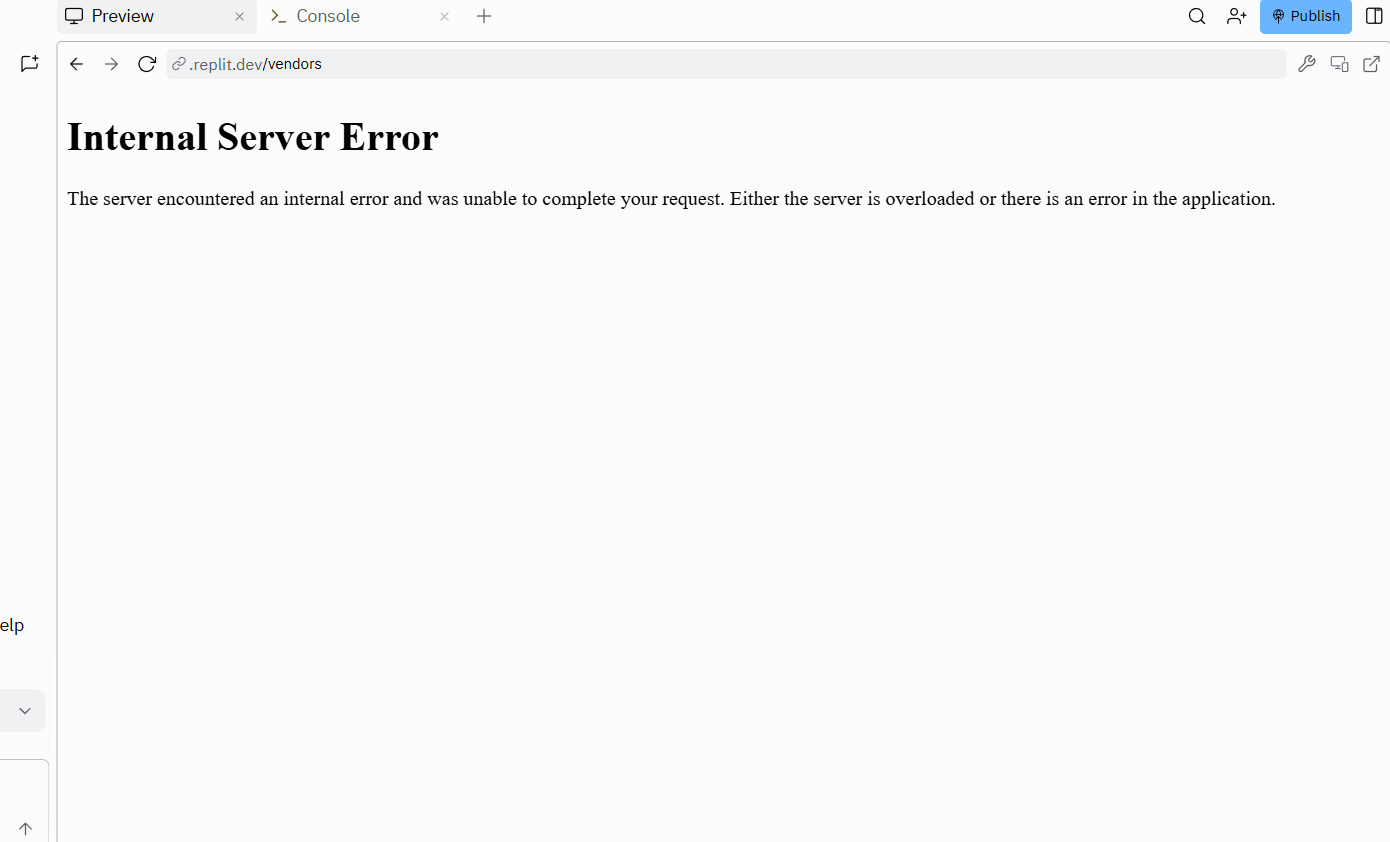 Preview
Console
Publish
.replit.dev/vendors
Internal Server Error
The server encountered an internal error and was unable to complete your request. Either the server is overloaded or there is an error in the application.
elp